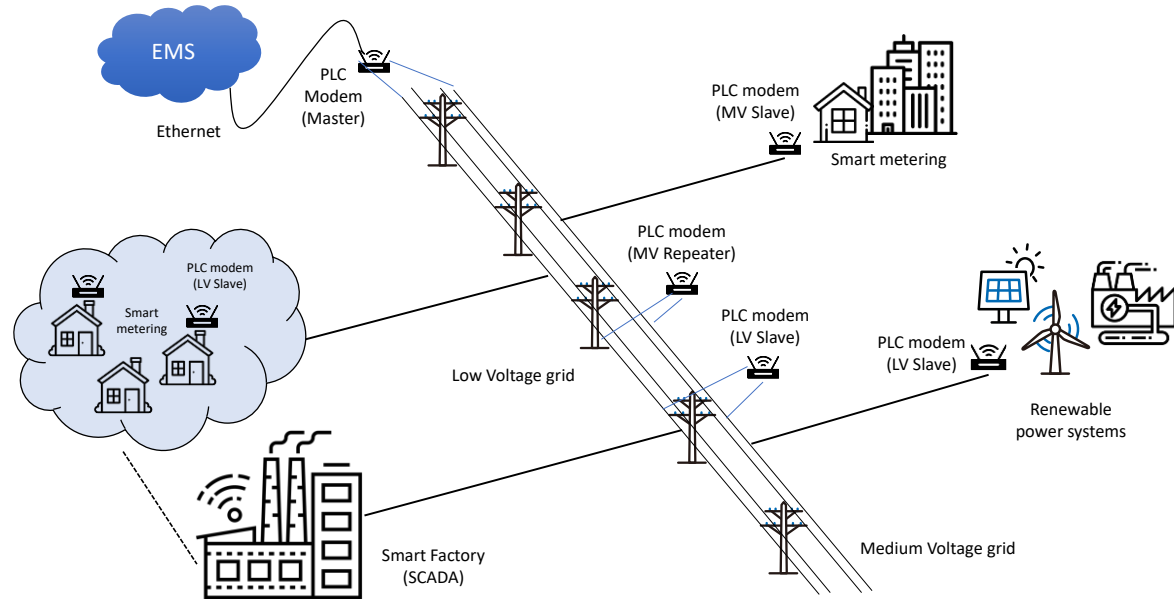 EMS
PLC
Modem
(Master)
Ethernet
PLC modem
(MV Slave)
Smart metering
PLC modem
(MV Repeater)
PLC modem
(LV Slave)
Smart
metering
PLC modem
(LV Slave)
PLC modem
(LV Slave)
Low Voltage grid
Renewable
power systems
Smart Factory
(SCADA)
Medium Voltage grid